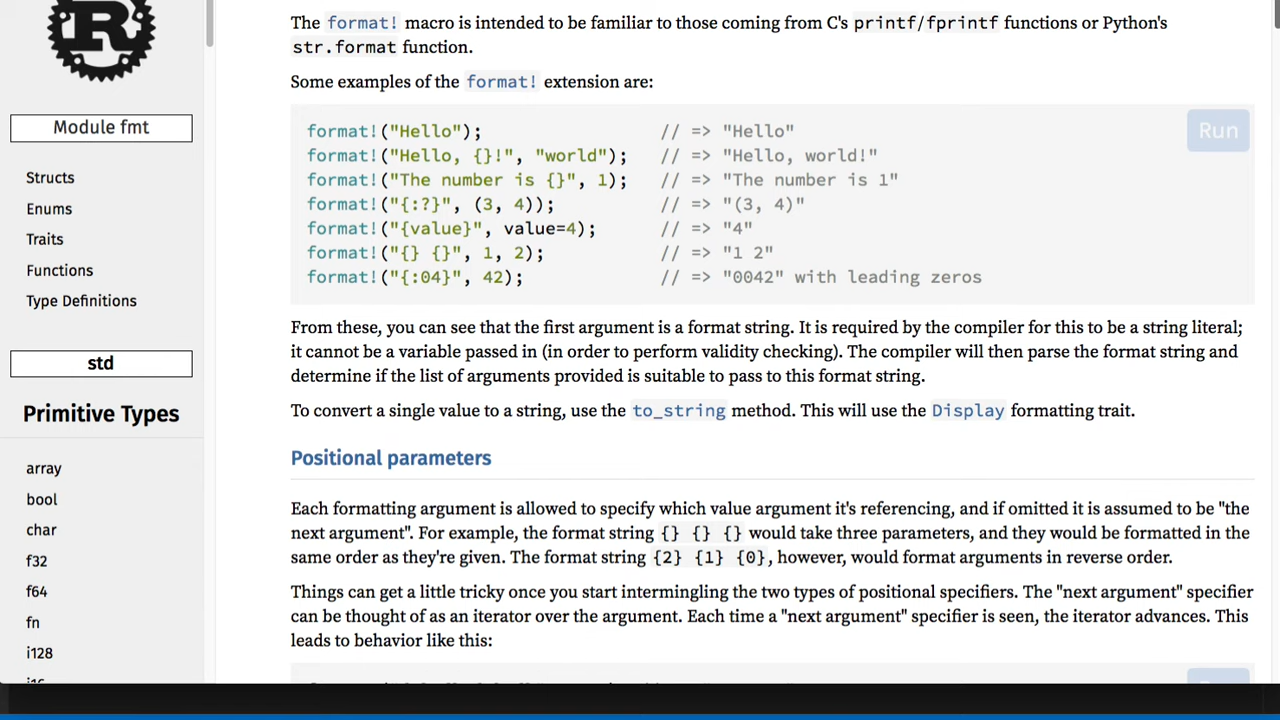 The format! macro is intended to be familiar to those coming from C's printf/fprintf functions or Python's
str.format function.
Some examples of the format! extension are:
Run
format!("Hello");                 // => "Hello"
format!("Hello, {}!", "world");   // => "Hello, world!"
format!("The number is {}", 1);   // => "The number is 1"
format!("{:?}", (3, 4));          // => "(3, 4)"
format!("{value}", value=4);      // => "4"
format!("{} {}", 1, 2);           // => "1 2"
format!("{:04}", 42);             // => "0042" with leading zeros
From these, you can see that the first argument is a format string. It is required by the compiler for this to be a string literal;
it cannot be a variable passed in (in order to perform validity checking). The compiler will then parse the format string and
determine if the list of arguments provided is suitable to pass to this format string.
To convert a single value to a string, use the to_string method. This will use the Display formatting trait.
Positional parameters
Each formatting argument is allowed to specify which value argument it's referencing, and if omitted it is assumed to be "the
next argument". For example, the format string {} {} {} would take three parameters, and they would be formatted in the
same order as they're given. The format string {2} {1} {0}, however, would format arguments in reverse order.
Things can get a little tricky once you start intermingling the two types of positional specifiers. The "next argument" specifier
can be thought of as an iterator over the argument. Each time a "next argument" specifier is seen, the iterator advances. This
leads to behavior like this:
R
Module fmt
Structs
Enums
Traits
Functions
Type Definitions
std
Primitive Types
array
bool
char
f32
f64
fn
i128